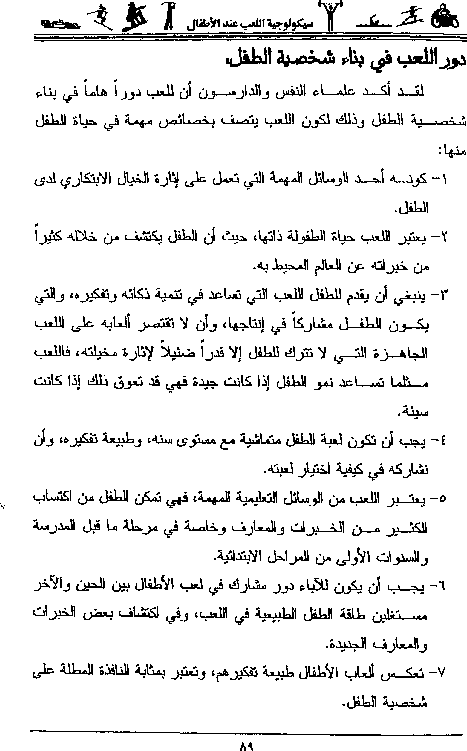 سيكولوجية اللعب عند الأطفال
دور اللعب في بناء شخصية الطفل:
لقد أكد علماء النفس والدارسون أن للعب دوراً هاماً في بناء
شخصية الطفل وذلك لكون اللعب يتصف بخصائص مهمة في حياة الطفل
منها:
١- كونه أحد الوسائل المهمة التي تعمل على إثارة الخيال الابتكاري لدى
الطفل.
٢- يعتبر اللعب حياة الطفولة ذاتها، حيث أن الطفل يكتشف من خلاله كثيراً
من خبراته عن العالم المحيط به.
٣- ينبغي أن يقدم للطفل اللعب التي تساعد في تنمية ذكائه وتفكيره، والتي
يكون الطفل مشاركاً في إنتاجها، وأن لا تقتصر ألعابه على اللعب
الجاهزة التي لا تترك للطفل إلا قدراً ضئيلاً لإثارة مخيلته، فاللعب
مثلما تساعد نمو الطفل إذا كانت جيدة فهي قد تعوق ذلك إذا كانت
سيئة.
٤- يجب أن تكون لعبة الطفل متماشية مع مستوى سنه، وطبيعة تفكيره، وأن
نشاركه في كيفية اختيار لعبته.
٥- يعتبر اللعب من الوسائل التعليمية المهمة، فهي تمكن الطفل من اكتساب
الكثير من الخبرات والمعارف وخاصة في مرحلة ما قبل المدرسة
والسنوات الأولى من المراحل الابتدائية.
٦- يجب أن يكون للآباء دور مشارك في لعب الأطفال بين الحين والآخر
مستغلين طاقة الطفل الطبيعية في اللعب، وفي اكتشاف بعض الخبرات
والمعارف الجديدة.
٧- تعكس ألعاب الأطفال طبيعة تفكيرهم، وتعتبر بمثابة النافذة المطلة على
شخصية الطفل.
٨٩